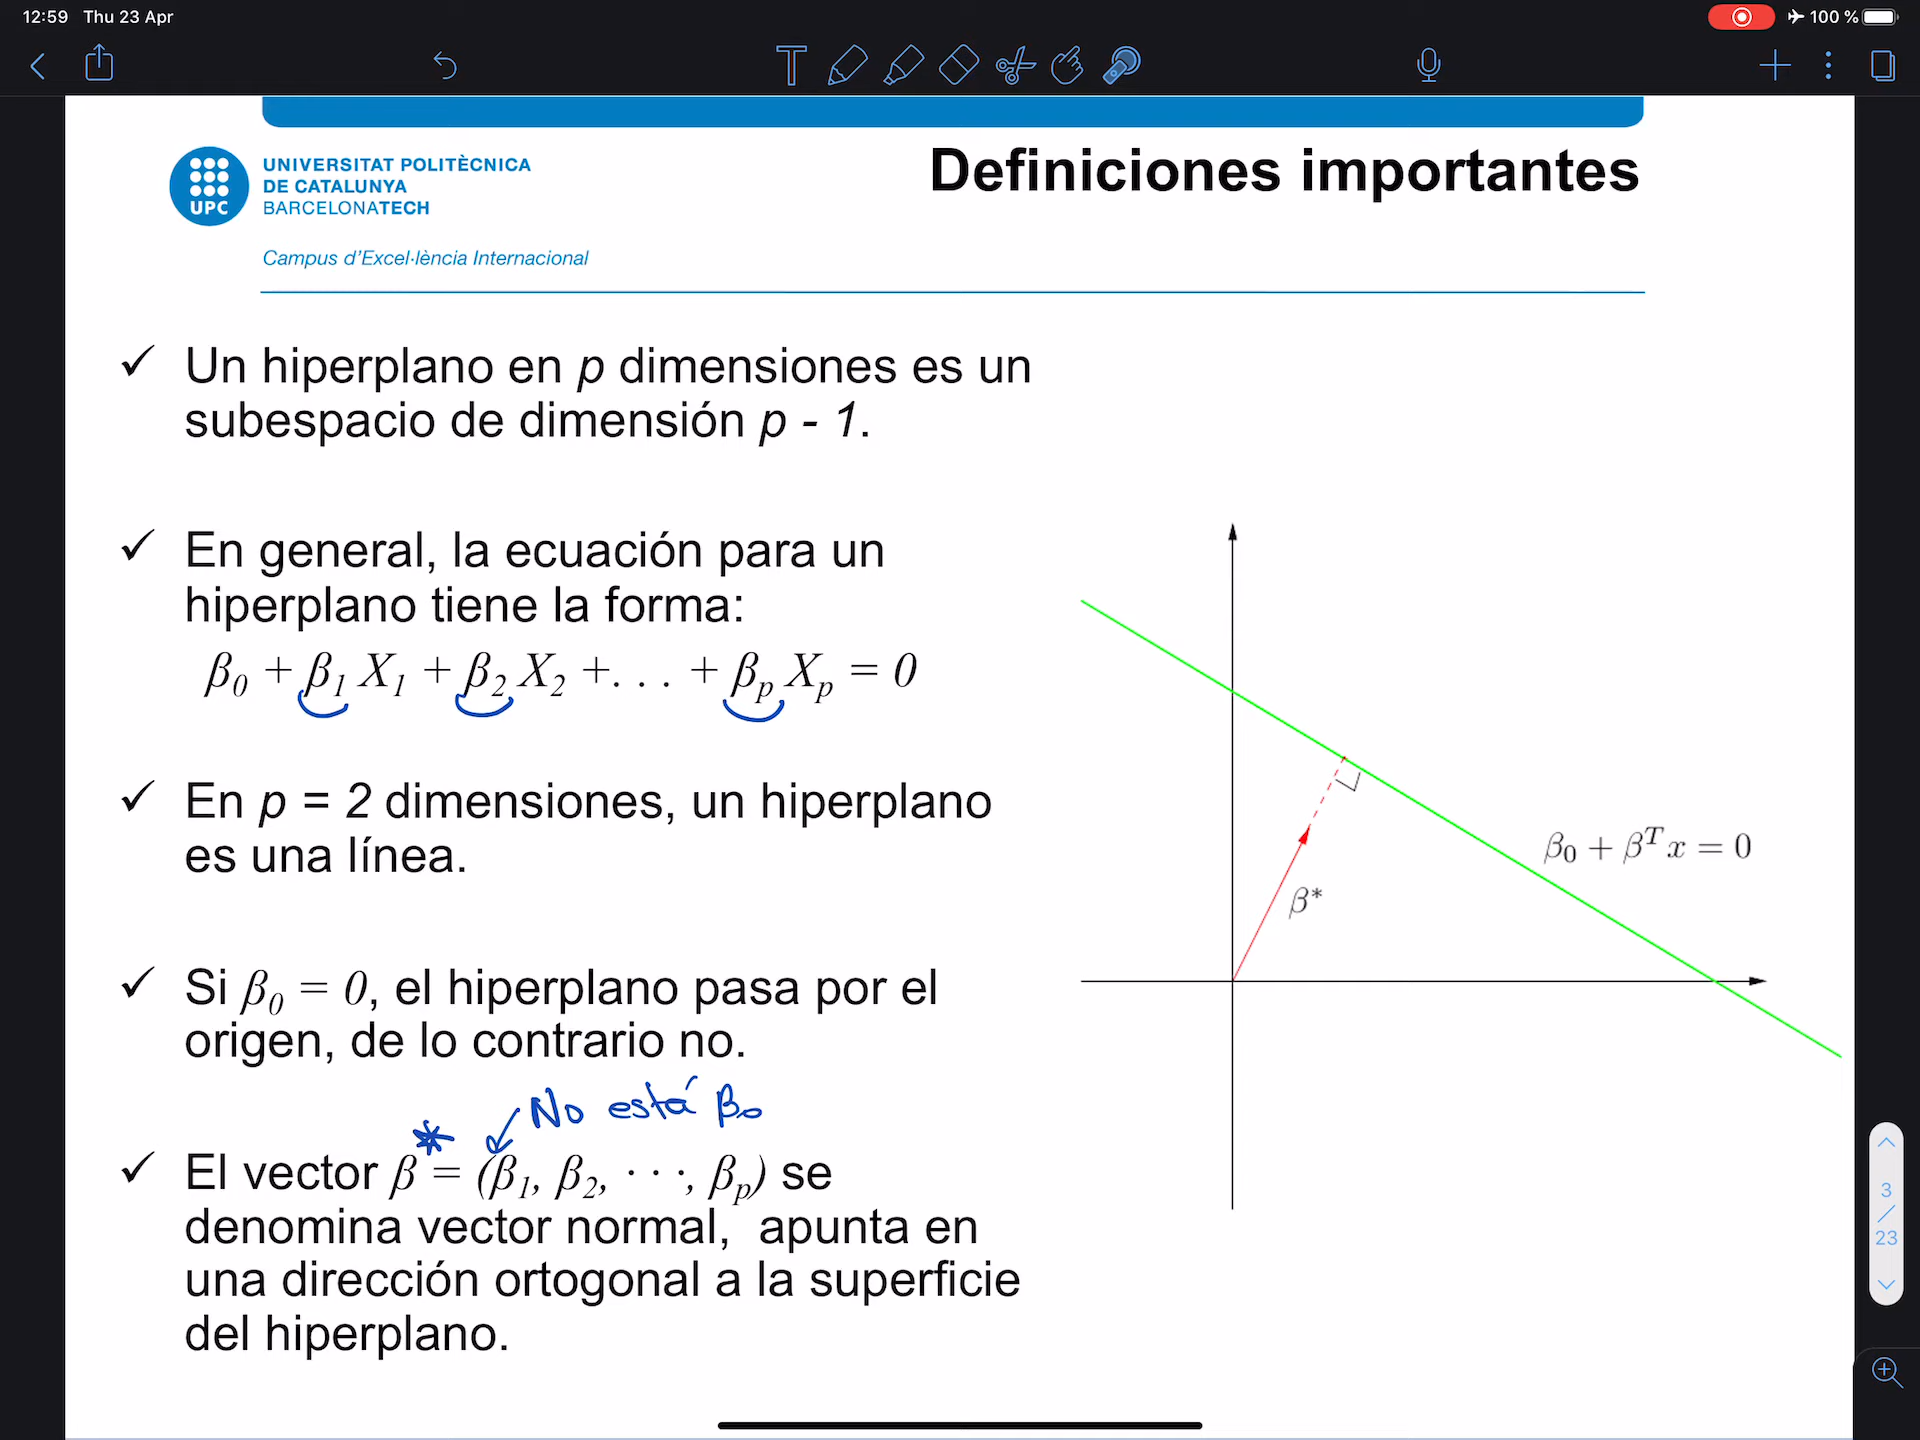 12:59 Thu 23 Apr
100 %
UNIVERSITAT POLITÈCNICA
DE CATALUNYA
BARCELONATECH
UPC
Campus d'Excel·lència Internacional
Definiciones importantes
✓ Un hiperplano en p dimensiones es un
subespacio de dimensión p - 1.
✓ En general, la ecuación para un
hiperplano tiene la forma:
β₀ + β₁ X₁ + β₂ X₂ +. . . + βₚ Xₚ = 0
✓ En p = 2 dimensiones, un hiperplano
es una línea.
✓ Si β₀ = 0, el hiperplano pasa por el
origen, de lo contrario no.
No está β₀
✓ El vector β* = (β₁, β₂, · · ·, βₚ) se
denomina vector normal, apunta en
una dirección ortogonal a la superficie
del hiperplano.
β₀ + βᵀx = 0
β*
3
/
23